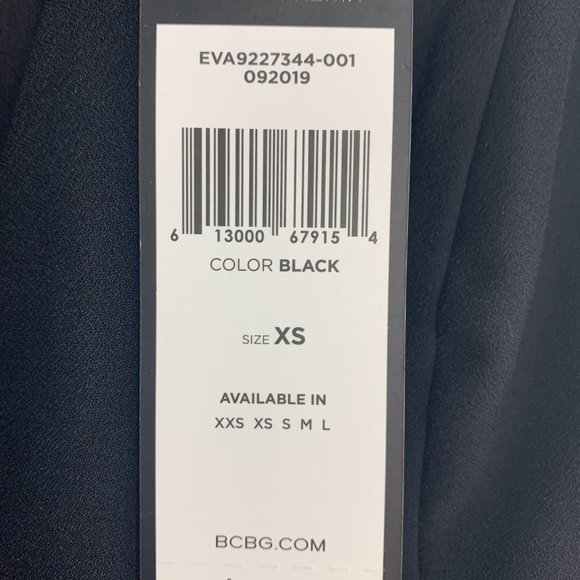 EVA9227344-001
092019
6 13000 67915 4
COLOR BLACK
SIZE XS
AVAILABLE IN
XXS XS S M L
BCBG.COM